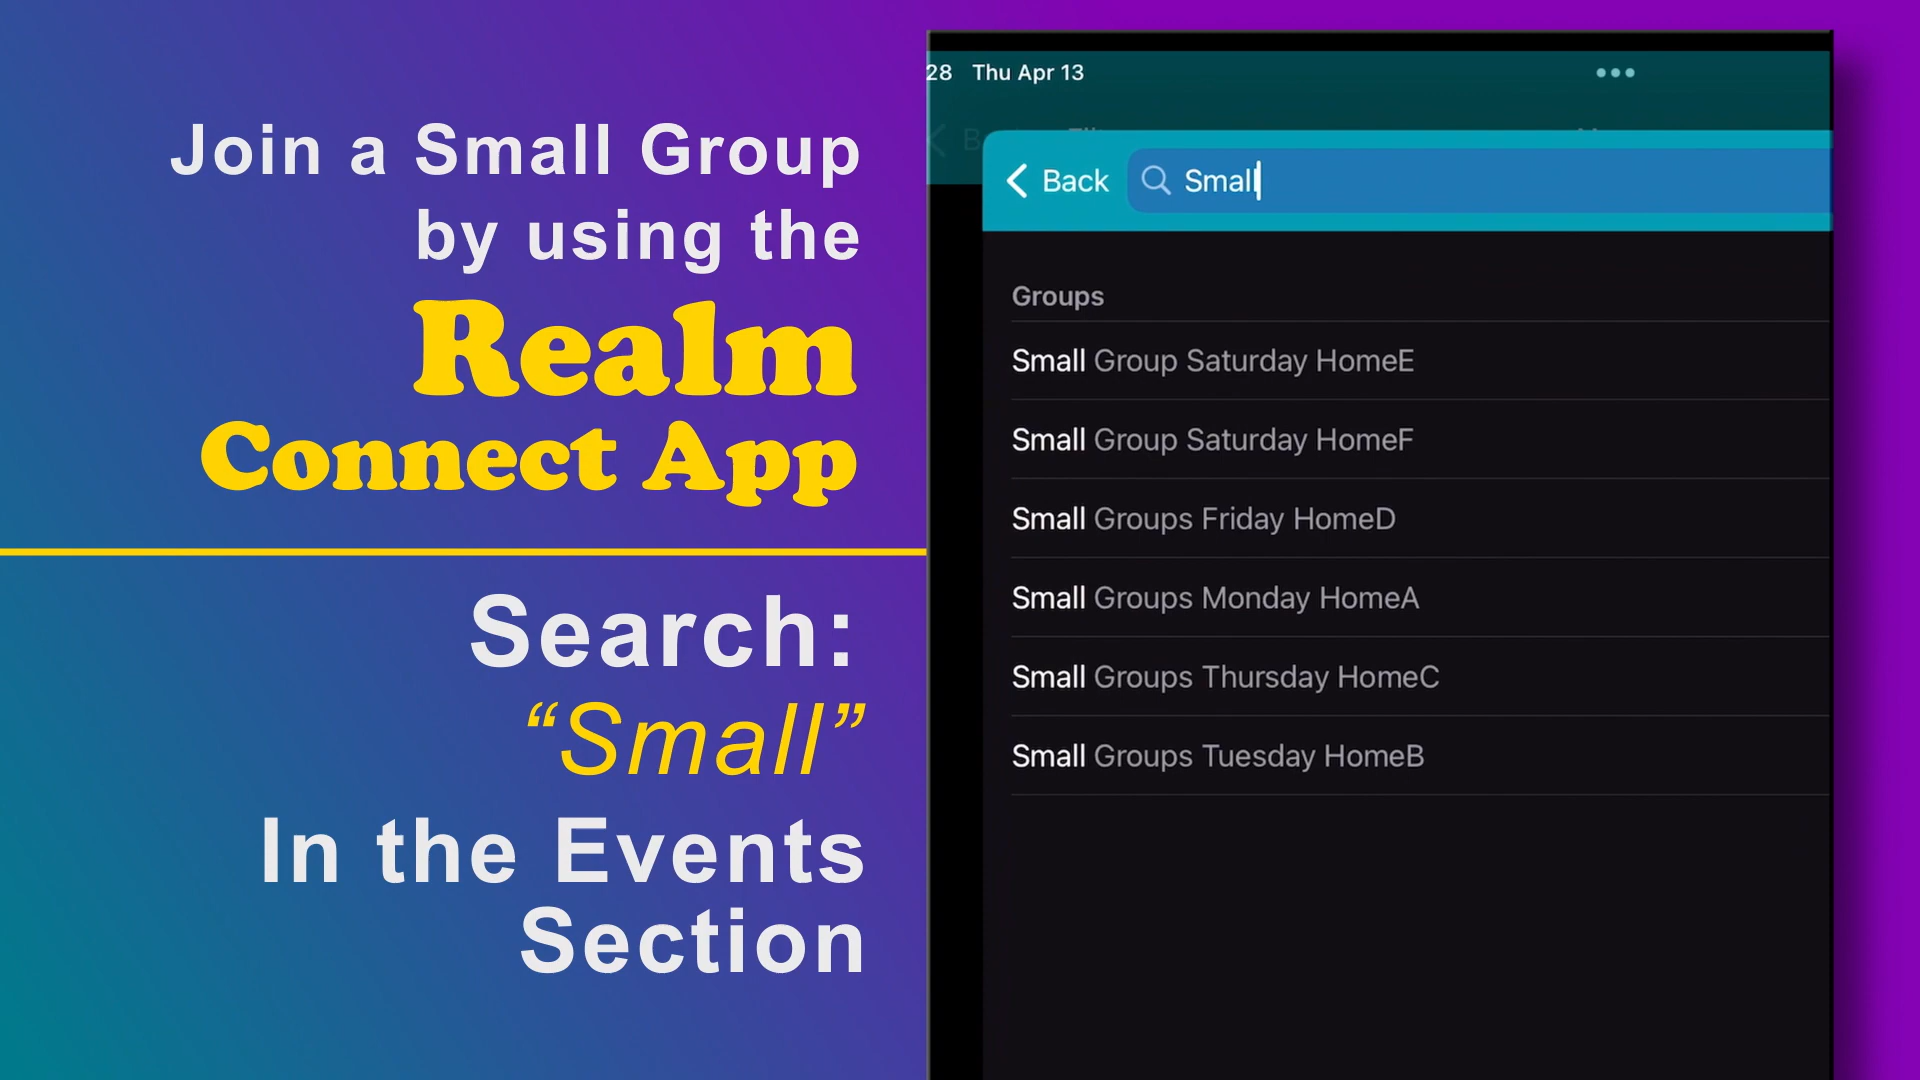 Join a Small Group
by using the
Realm
Connect App
Search:
“Small”
In the Events
Section
28 Thu Apr 13
Back
Small
Groups
Small Group Saturday HomeE
Small Group Saturday HomeF
Small Groups Friday HomeD
Small Groups Monday HomeA
Small Groups Thursday HomeC
Small Groups Tuesday HomeB